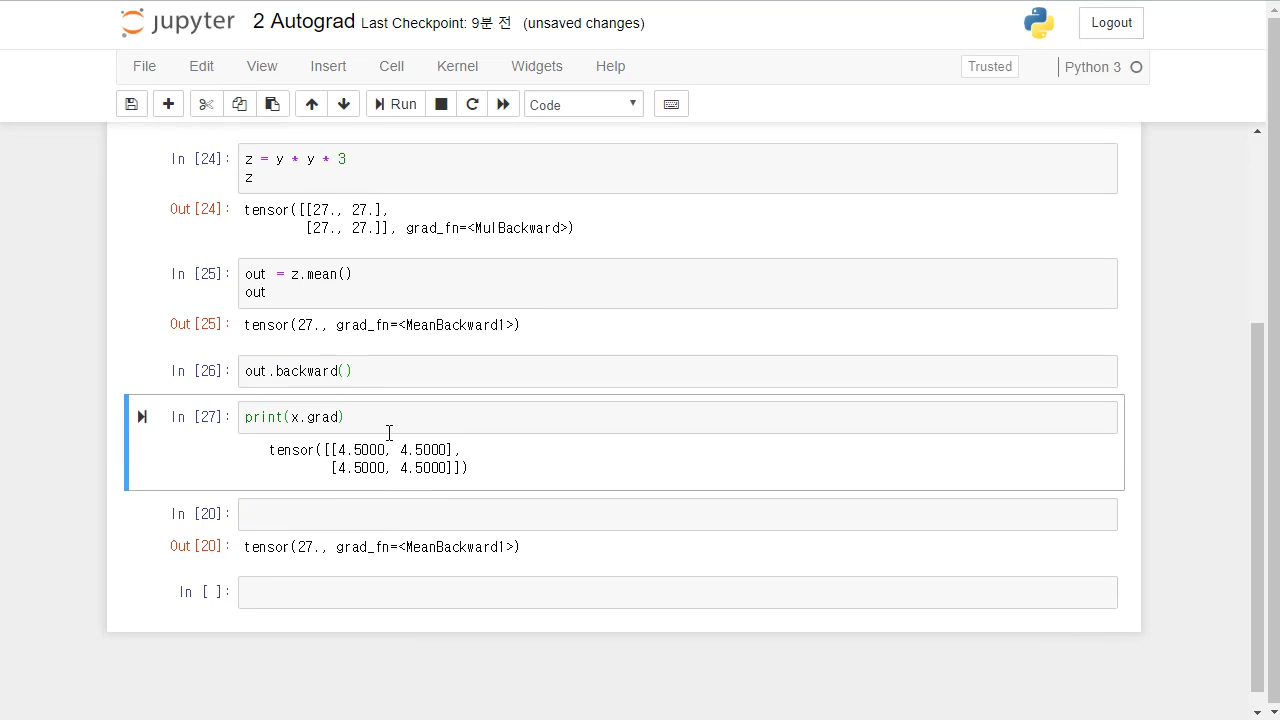 jupyter 2 Autograd Last Checkpoint: 9분 전 (unsaved changes) Logout
File Edit View Insert Cell Kernel Widgets Help Trusted Python 3
Run Code
In [24]: z = y * y * 3
z
Out[24]: tensor([[27., 27.],
[27., 27.]], grad_fn=<MulBackward>)
In [25]: out = z.mean()
out
Out[25]: tensor(27., grad_fn=<MeanBackward1>)
In [26]: out.backward()
In [27]: print(x.grad)
tensor([[4.5000, 4.5000],
[4.5000, 4.5000]])
In [20]:
Out[20]: tensor(27., grad_fn=<MeanBackward1>)
In [ ]: